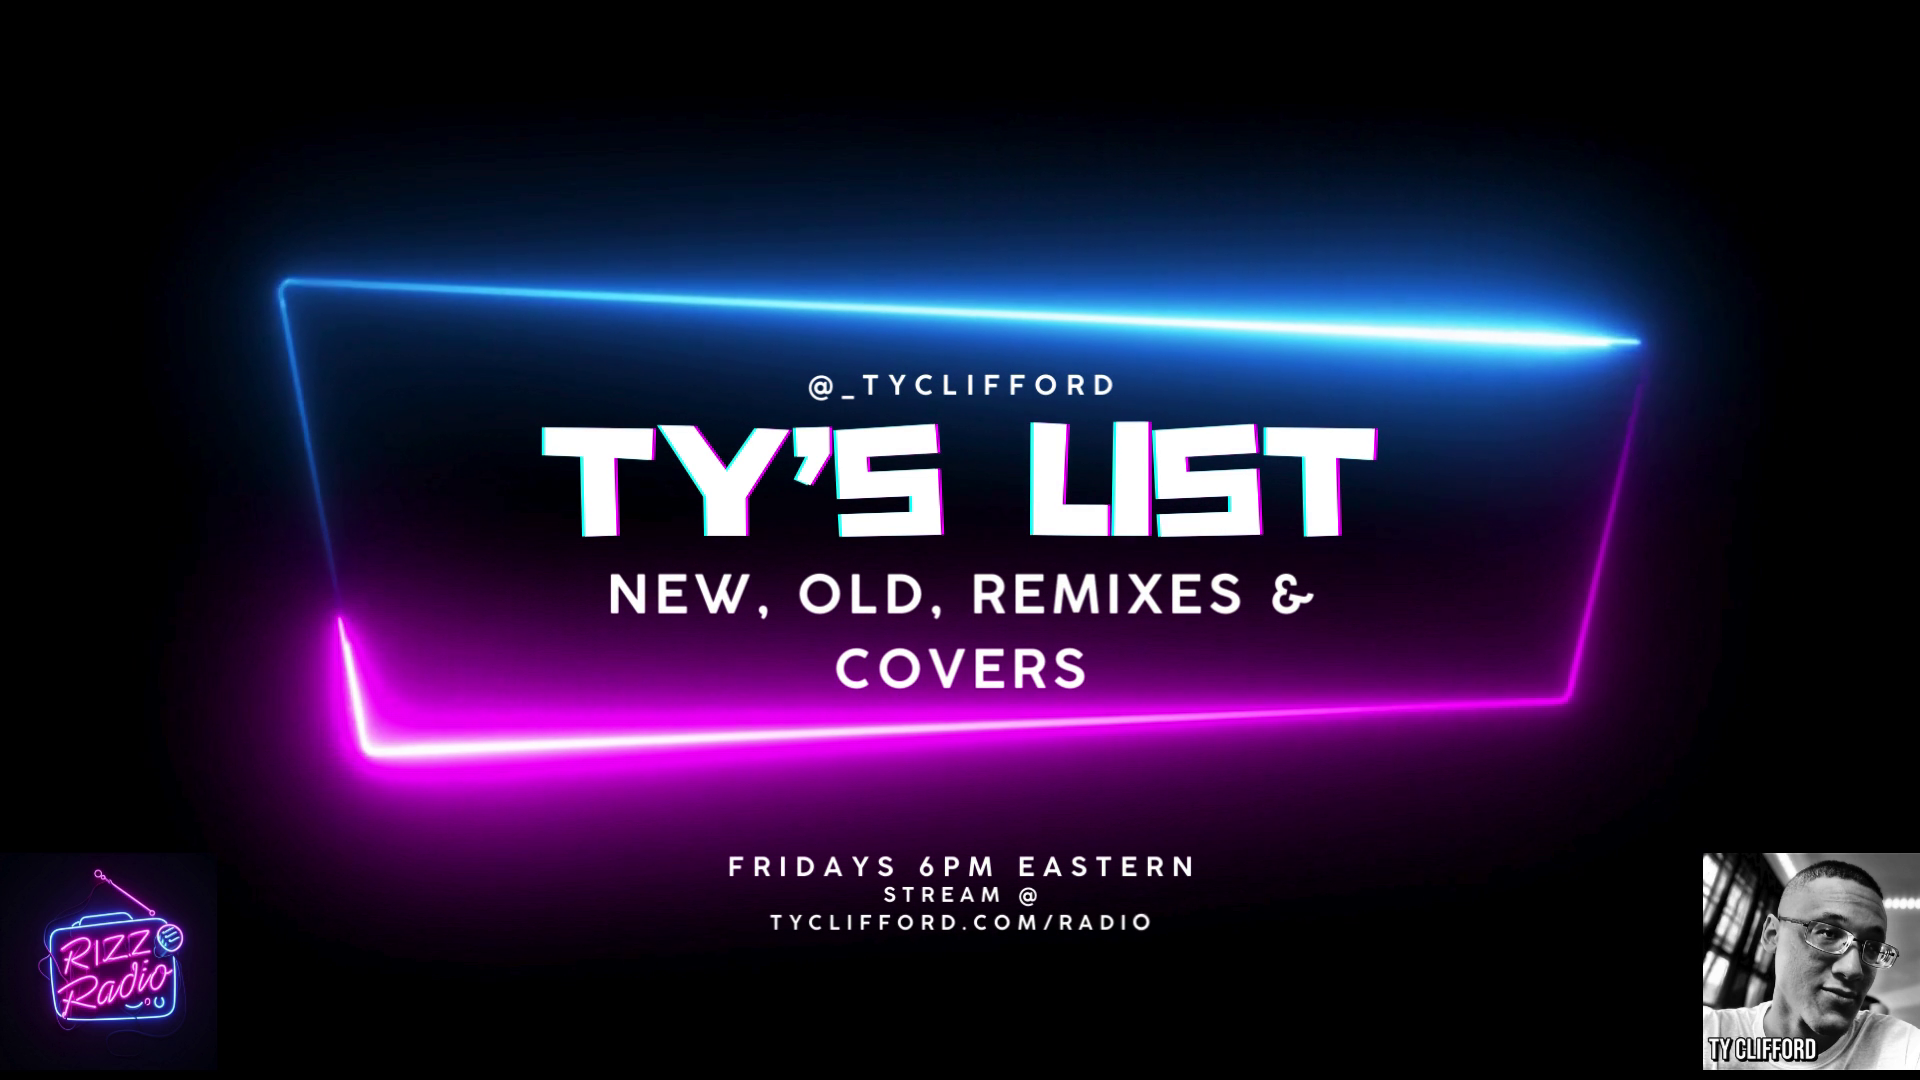 @_TYCLIFFORD
TY'S LIST
NEW, OLD, REMIXES &
COVERS
FRIDAYS 6PM EASTERN
STREAM @
TYCLIFFORD.COM/RADIO
RIZZ
Radio
TY CLIFFORD